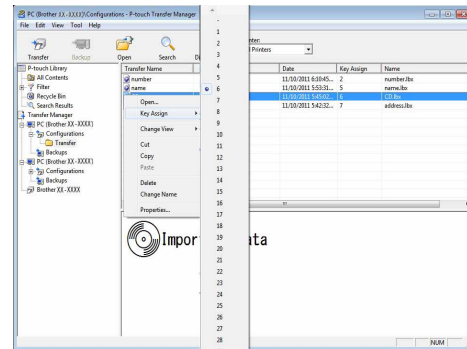 PC (Brother XX-XXXX)\Configurations - P-touch Transfer Manager
File Edit View Tool Help
Transfer Backup Open Search
Printers
P-touch Library
All Contents
Filter
Recycle Bin
Search Results
Transfer Manager
PC (Brother XX-XXXX)
Configurations
Transfer
Backups
PC (Brother XX-XXXX)
Configurations
Backups
Brother XX-XXXX
Transfer Name Date Key Assign Name
number 11/10/2011 6:10:45... 2 number.lbx
name 11/10/2011 5:53:31... 5 name.lbx
11/10/2011 5:45:02... 6 CD.lbx
11/10/2011 5:42:32... 7 address.lbx
Open...
Key Assign
Change View
Cut
Copy
Paste
Delete
Change Name
Properties...
-
1
2
3
4
5
6
7
8
9
10
11
12
13
14
15
16
17
18
19
20
21
22
23
24
25
26
27
28
NUM